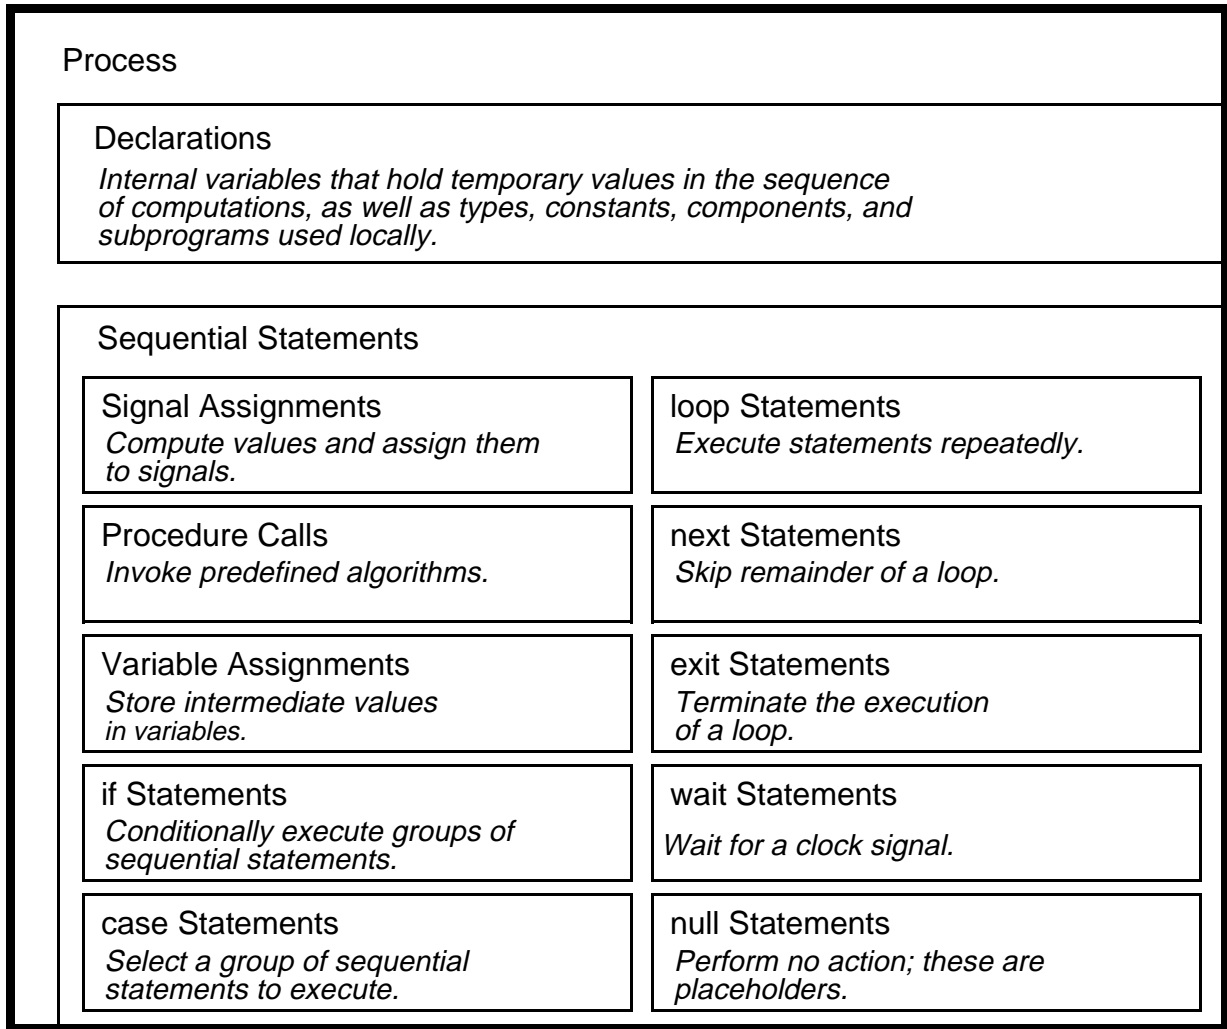 Process
Declarations
Internal variables that hold temporary values in the sequence
of computations, as well as types, constants, components, and
subprograms used locally.
Sequential Statements
Signal Assignments
Compute values and assign them
to signals.
Procedure Calls
Invoke predefined algorithms.
Variable Assignments
Store intermediate values
in variables.
if Statements
Conditionally execute groups of
sequential statements.
case Statements
Select a group of sequential
statements to execute.
loop Statements
Execute statements repeatedly.
next Statements
Skip remainder of a loop.
exit Statements
Terminate the execution
of a loop.
wait Statements
Wait for a clock signal.
null Statements
Perform no action; these are
placeholders.